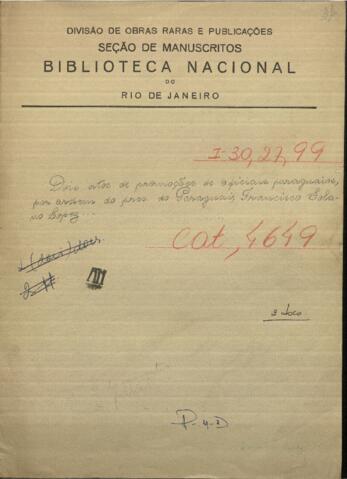 DIVISÃO DE OBRAS RARAS E PUBLICAÇÕES
SEÇÃO DE MANUSCRITOS
BIBLIOTECA NACIONAL
DO
RIO DE JANEIRO
I-30,27,99
Dois atos de promoções de oficiais paraguaios,
por ordem do pres. do Paraguai, Francisco Sola-
no Lopez...
Cat, 4649
3 docs
P-4-D